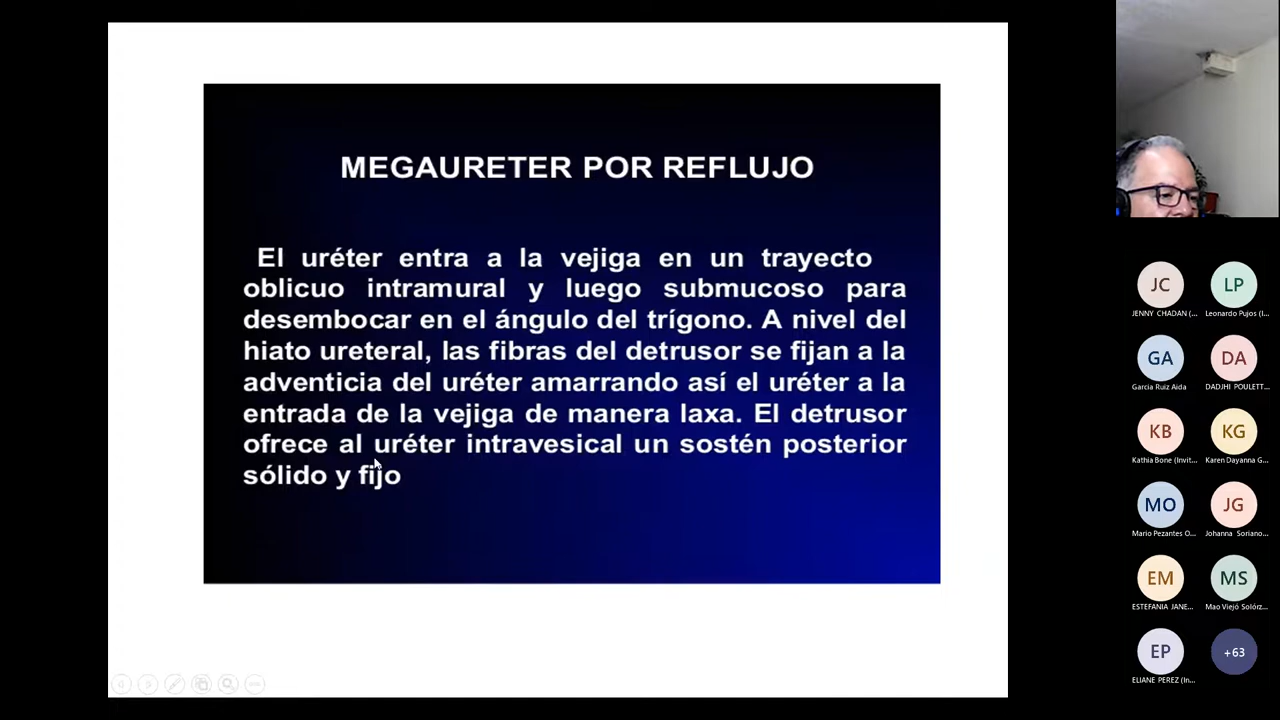 MEGAURETER POR REFLUJO
El uréter entra a la vejiga en un trayecto
oblicuo intramural y luego submucoso para
desembocar en el ángulo del trígono. A nivel del
hiato ureteral, las fibras del detrusor se fijan a la
adventicia del uréter amarrando así el uréter a la
entrada de la vejiga de manera laxa. El detrusor
ofrece al uréter intravesical un sostén posterior
sólido y fijo
JC
LP
JENNY CHADAN (...
Leonardo Pujos (I...
GA
DA
Garcia Ruiz Aida
DADJHI POULETT...
KB
KG
Kathia Bone (Invit...
Karen Dayanna G...
MO
JG
Mario Pezantes O...
Johanna Soriano...
EM
MS
ESTEFANIA JANE...
Mao Viejó Solórz...
EP
+63
ELIANE PEREZ (In...